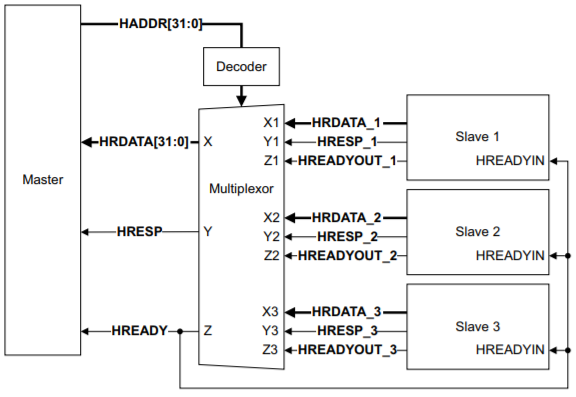 HADDR[31:0]
Decoder
X1 HRDATA_1
HRDATA[31:0] X Y1 HRESP_1 Slave 1
Z1 HREADYOUT_1 HREADYIN
Master Multiplexor
X2 HRDATA_2
HRESP Y Y2 HRESP_2 Slave 2
Z2 HREADYOUT_2 HREADYIN
X3 HRDATA_3
HREADY Z Y3 HRESP_3 Slave 3
Z3 HREADYOUT_3 HREADYIN